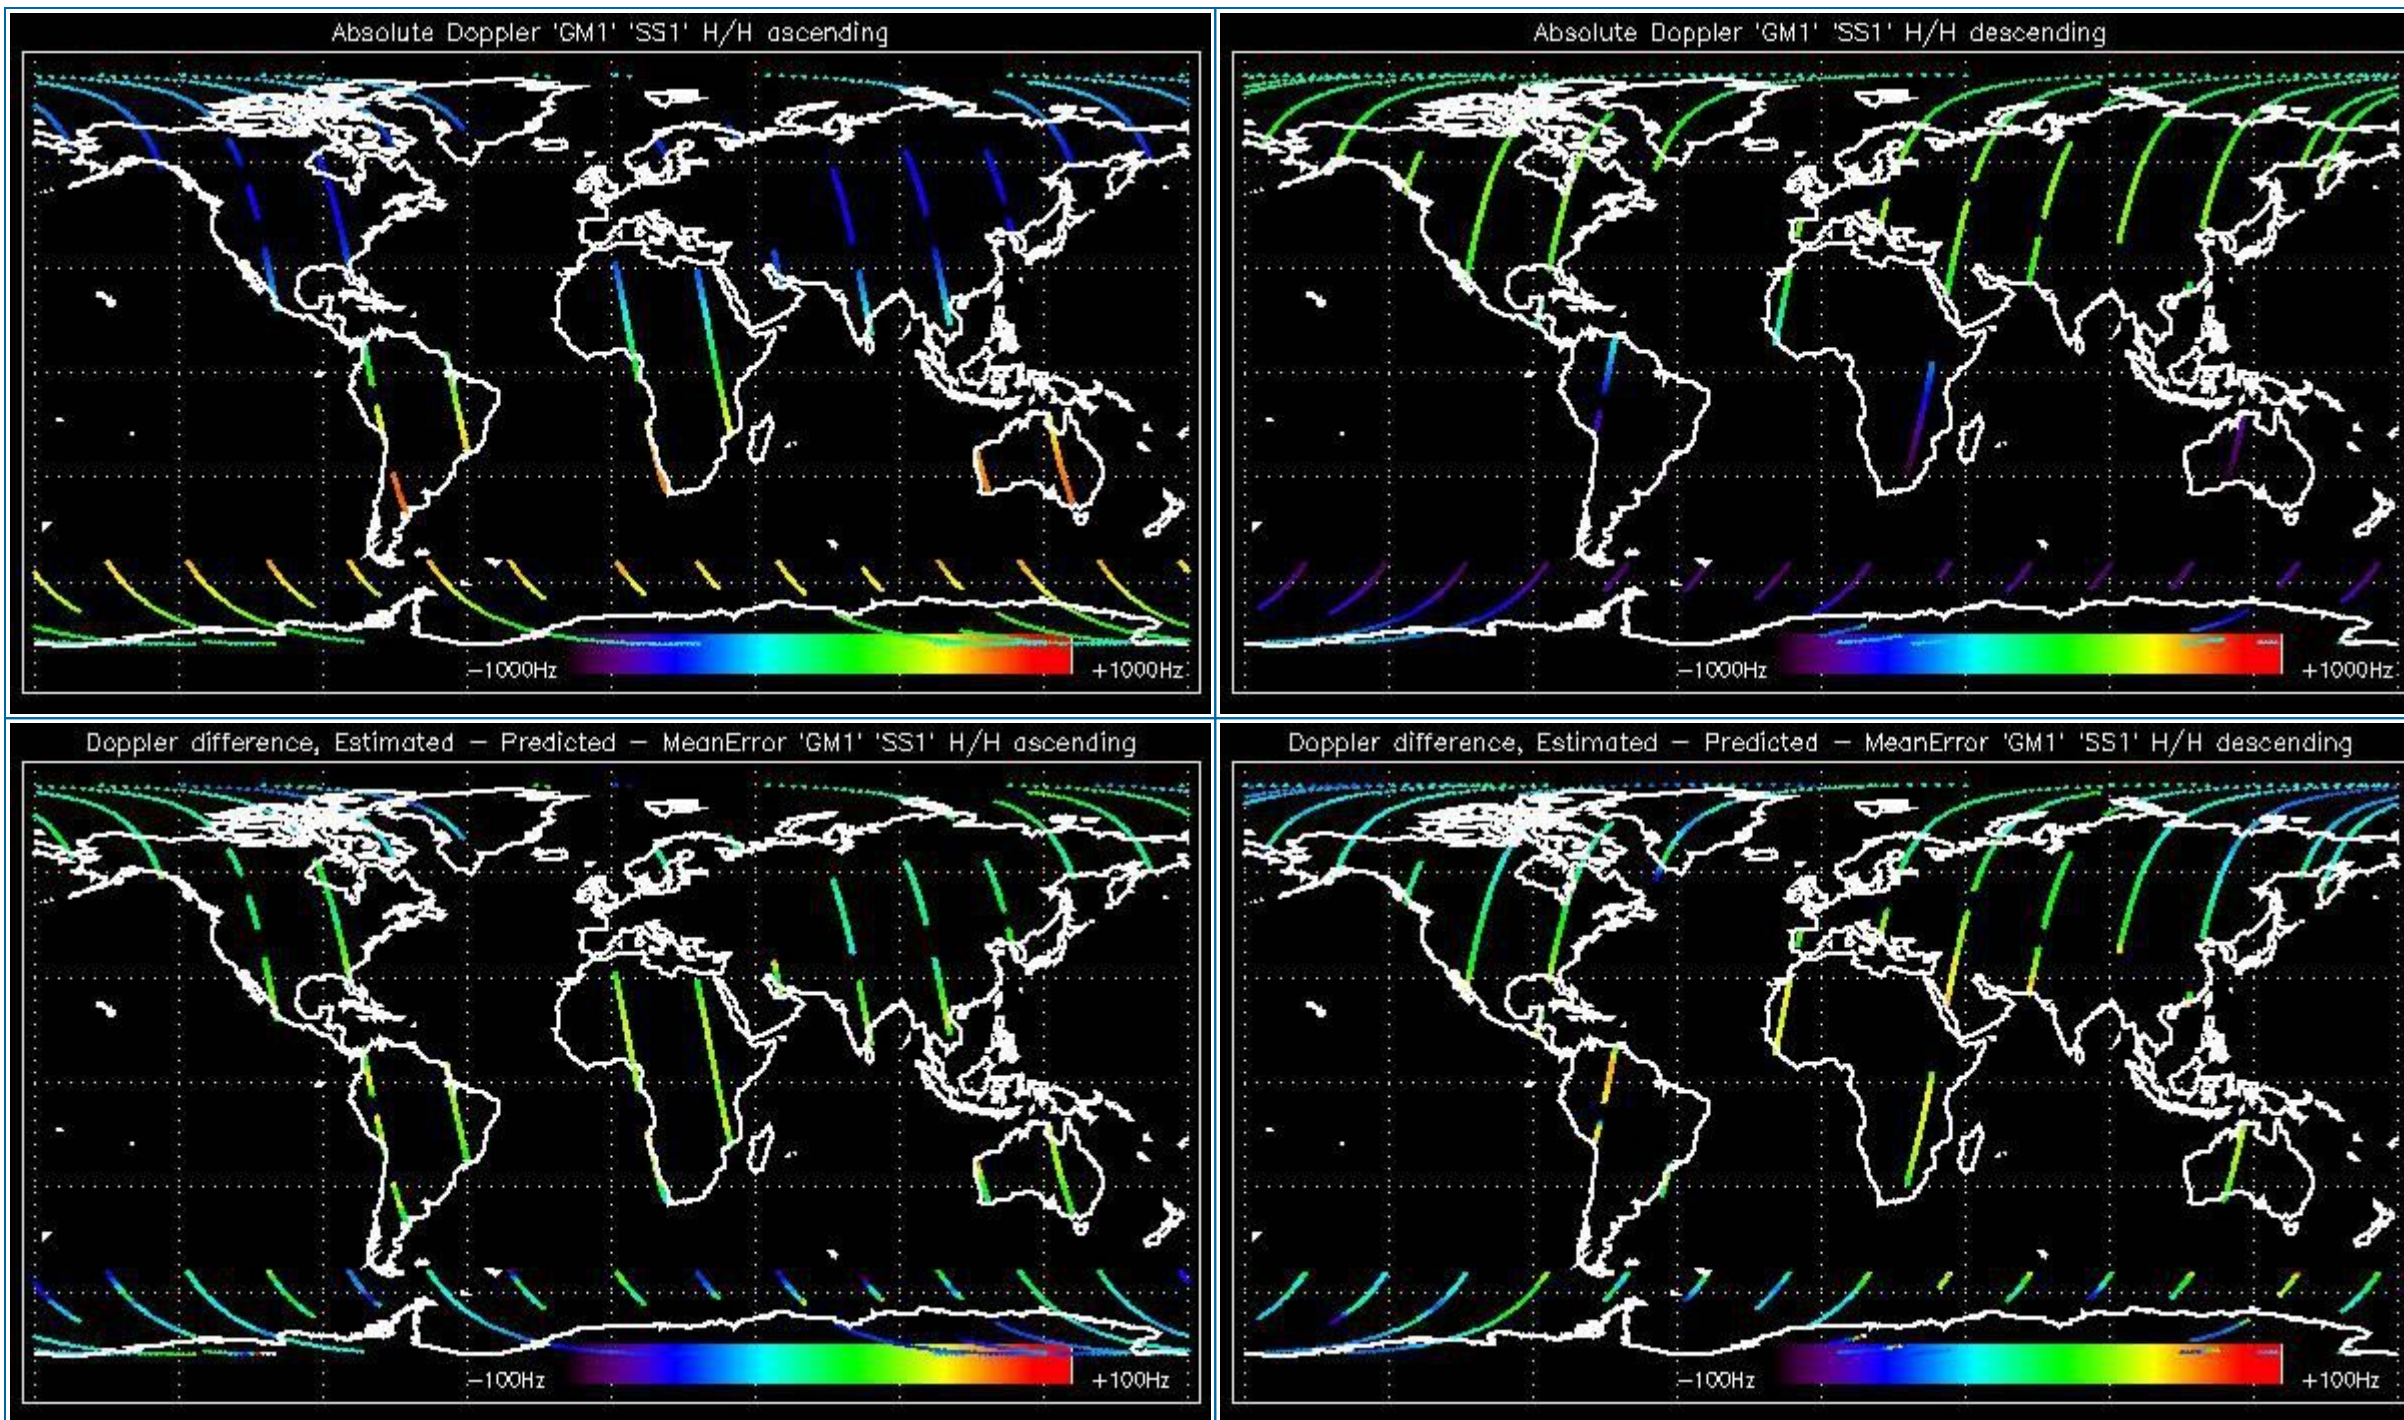 Absolute Doppler 'GM1' 'SS1' H/H ascending
-1000Hz
+1000Hz
Absolute Doppler 'GM1' 'SS1' H/H descending
-1000Hz
+1000Hz
Doppler difference, Estimated - Predicted - MeanError 'GM1' 'SS1' H/H ascending
-100Hz
+100Hz
Doppler difference, Estimated - Predicted - MeanError 'GM1' 'SS1' H/H descending
-100Hz
+100Hz